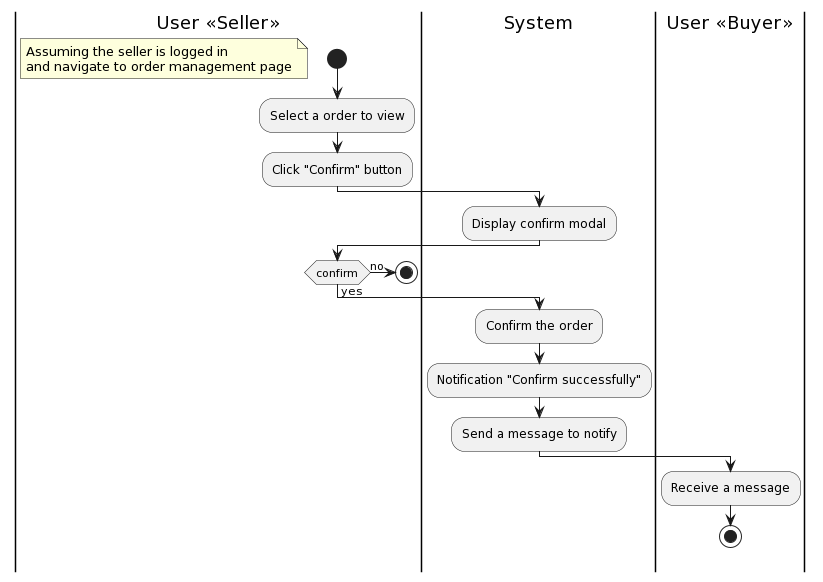 User «Seller»
System
User «Buyer»
Assuming the seller is logged in
and navigate to order management page
Select a order to view
Click "Confirm" button
Display confirm modal
confirm
no
yes
Confirm the order
Notification "Confirm successfully"
Send a message to notify
Receive a message